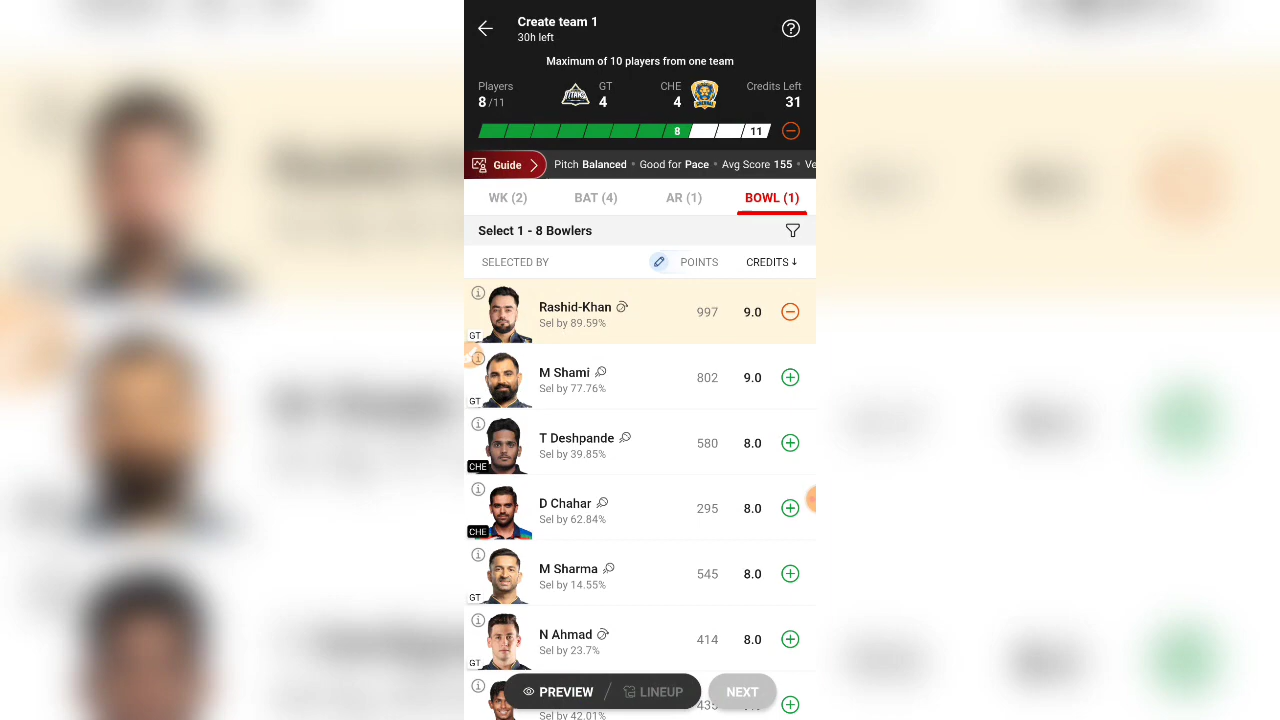 Create team 1
30h left
Maximum of 10 players from one team
Players GT CHE Credits Left
8 /11 TITANS 4 4 31
8 11
Guide Pitch Balanced • Good for Pace • Avg Score 155 • Ve
WK (2) BAT (4) AR (1) BOWL (1)
Select 1 - 8 Bowlers
SELECTED BY POINTS CREDITS ↓
Rashid-Khan 997 9.0
Sel by 89.59%
GT
M Shami 802 9.0
Sel by 77.76%
GT
T Deshpande 580 8.0
Sel by 39.85%
CHE
D Chahar 295 8.0
Sel by 62.84%
CHE
M Sharma 545 8.0
Sel by 14.55%
GT
N Ahmad 414 8.0
Sel by 23.7%
GT
PREVIEW / LINEUP NEXT
Sel by 42.01%